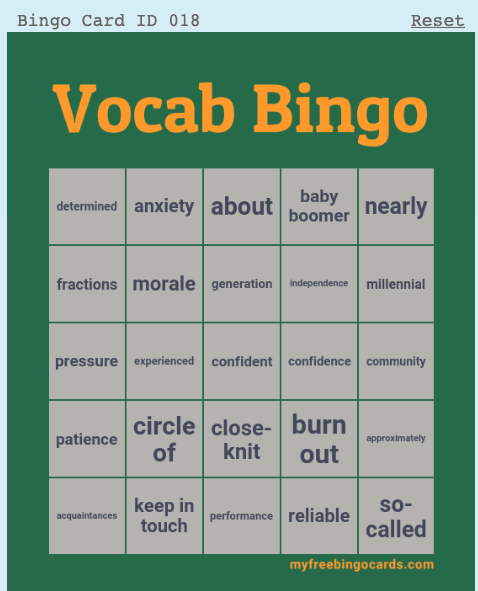 Bingo Card ID 018 Reset
Vocab Bingo
determined anxiety about baby boomer nearly
fractions morale generation independence millennial
pressure experienced confident confidence community
patience circle of close-knit burn out approximately
acquaintances keep in touch performance reliable so-called
myfreebingocards.com